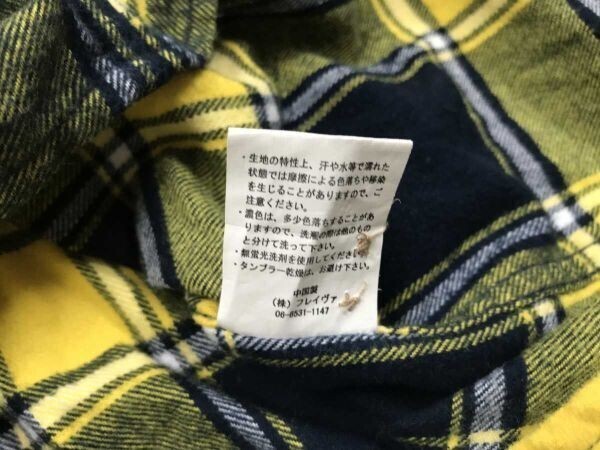 ・生地の特性上、汗や水等で濡れた
状態では摩擦による色落ちや移染
を生じることがありますので、ご
注意ください。
・濃色は、多少色落ちすることがあ
りますので、洗濯の際は他のもの
と分けて洗って下さい。
・無蛍光洗剤を使用してください。
・タンブラー乾燥は、お避け下さい。
中国製
（株）フレイヴァ
06-6531-1147